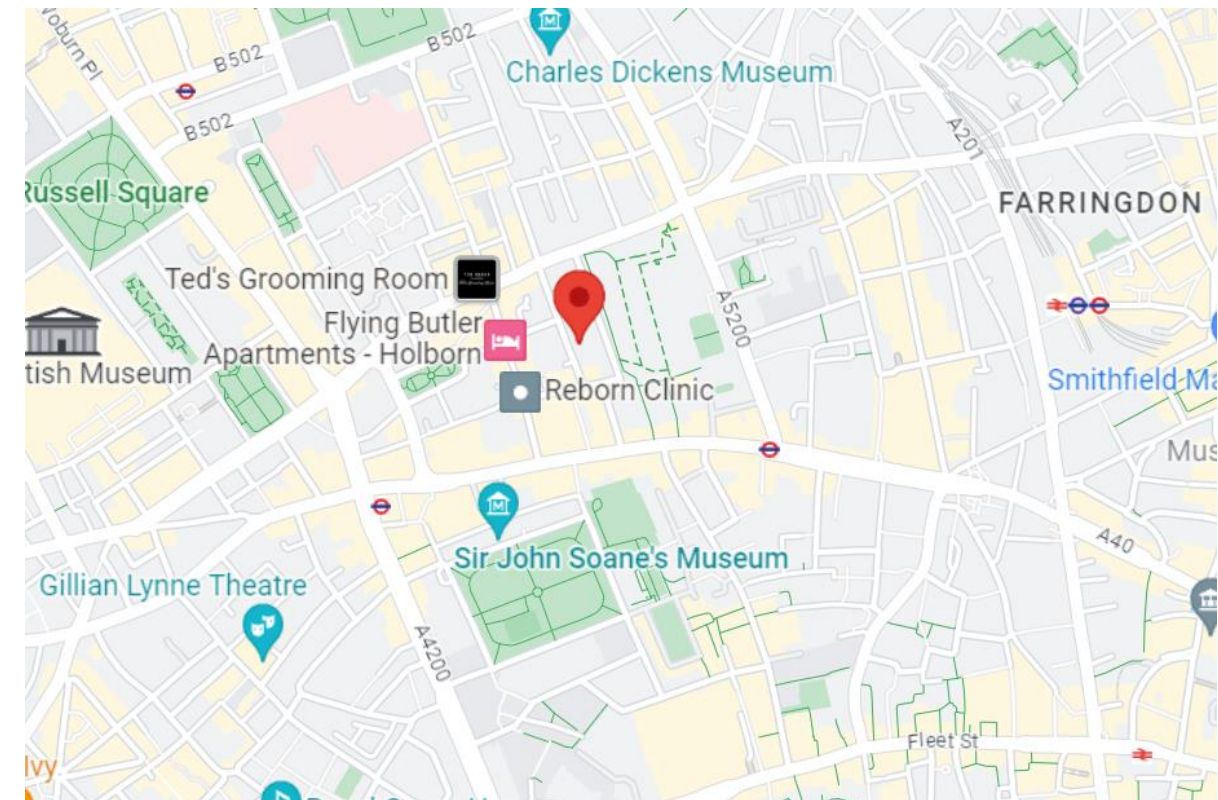 Woburn Pl
B502
B502
Charles Dickens Museum
B502
A201
Russell Square
FARRINGDON
Ted's Grooming Room
Flying Butler
Apartments - Holborn
A5200
tish Museum
Reborn Clinic
Smithfield Ma
Mus
Sir John Soane's Museum
A40
Gillian Lynne Theatre
A4200
Fleet St
Ivy